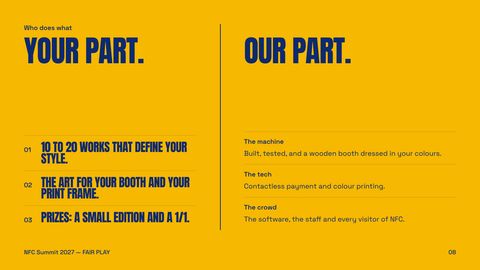 Who does what
YOUR PART.
01 10 TO 20 WORKS THAT DEFINE YOUR
STYLE.
02 THE ART FOR YOUR BOOTH AND YOUR
PRINT FRAME.
03 PRIZES: A SMALL EDITION AND A 1/1.
OUR PART.
The machine
Built, tested, and a wooden booth dressed in your colours.
The tech
Contactless payment and colour printing.
The crowd
The software, the staff and every visitor of NFC.
NFC Summit 2027 — FAIR PLAY
08